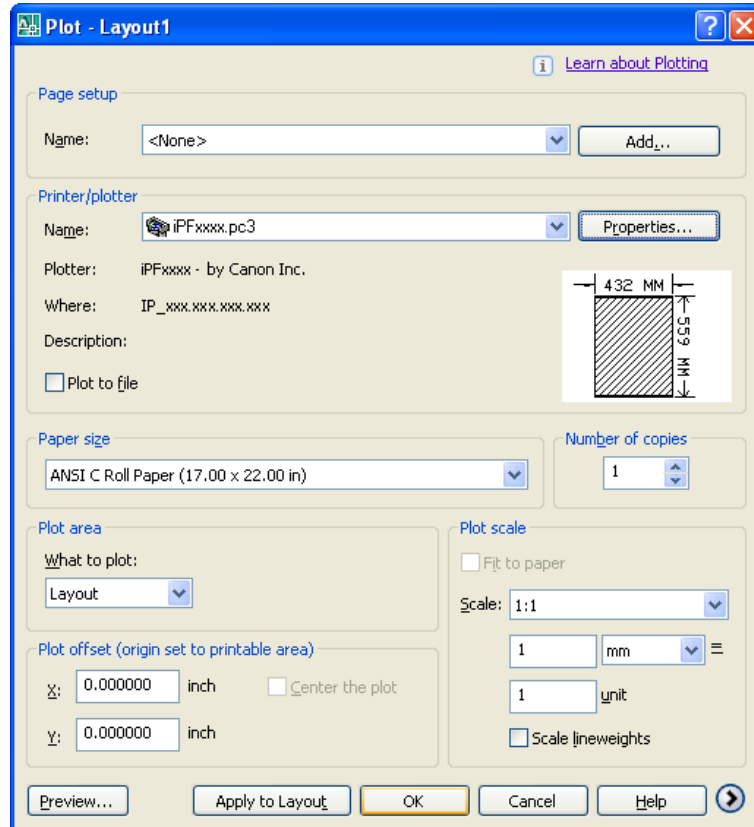 Plot - Layout1
Learn about Plotting
Page setup
Name: <None> Add...
Printer/plotter
Name: iPFxxxx.pc3 Properties...
Plotter: iPFxxxx - by Canon Inc.
Where: IP_xxx.xxx.xxx.xxx
Description:
Plot to file
432 MM
559 MM
Paper size
ANSI C Roll Paper (17.00 x 22.00 in)
Number of copies
1
Plot area
What to plot:
Layout
Plot scale
Fit to paper
Scale: 1:1
1 mm =
1 unit
Scale lineweights
Plot offset (origin set to printable area)
X: 0.000000 inch Center the plot
Y: 0.000000 inch
Preview... Apply to Layout OK Cancel Help